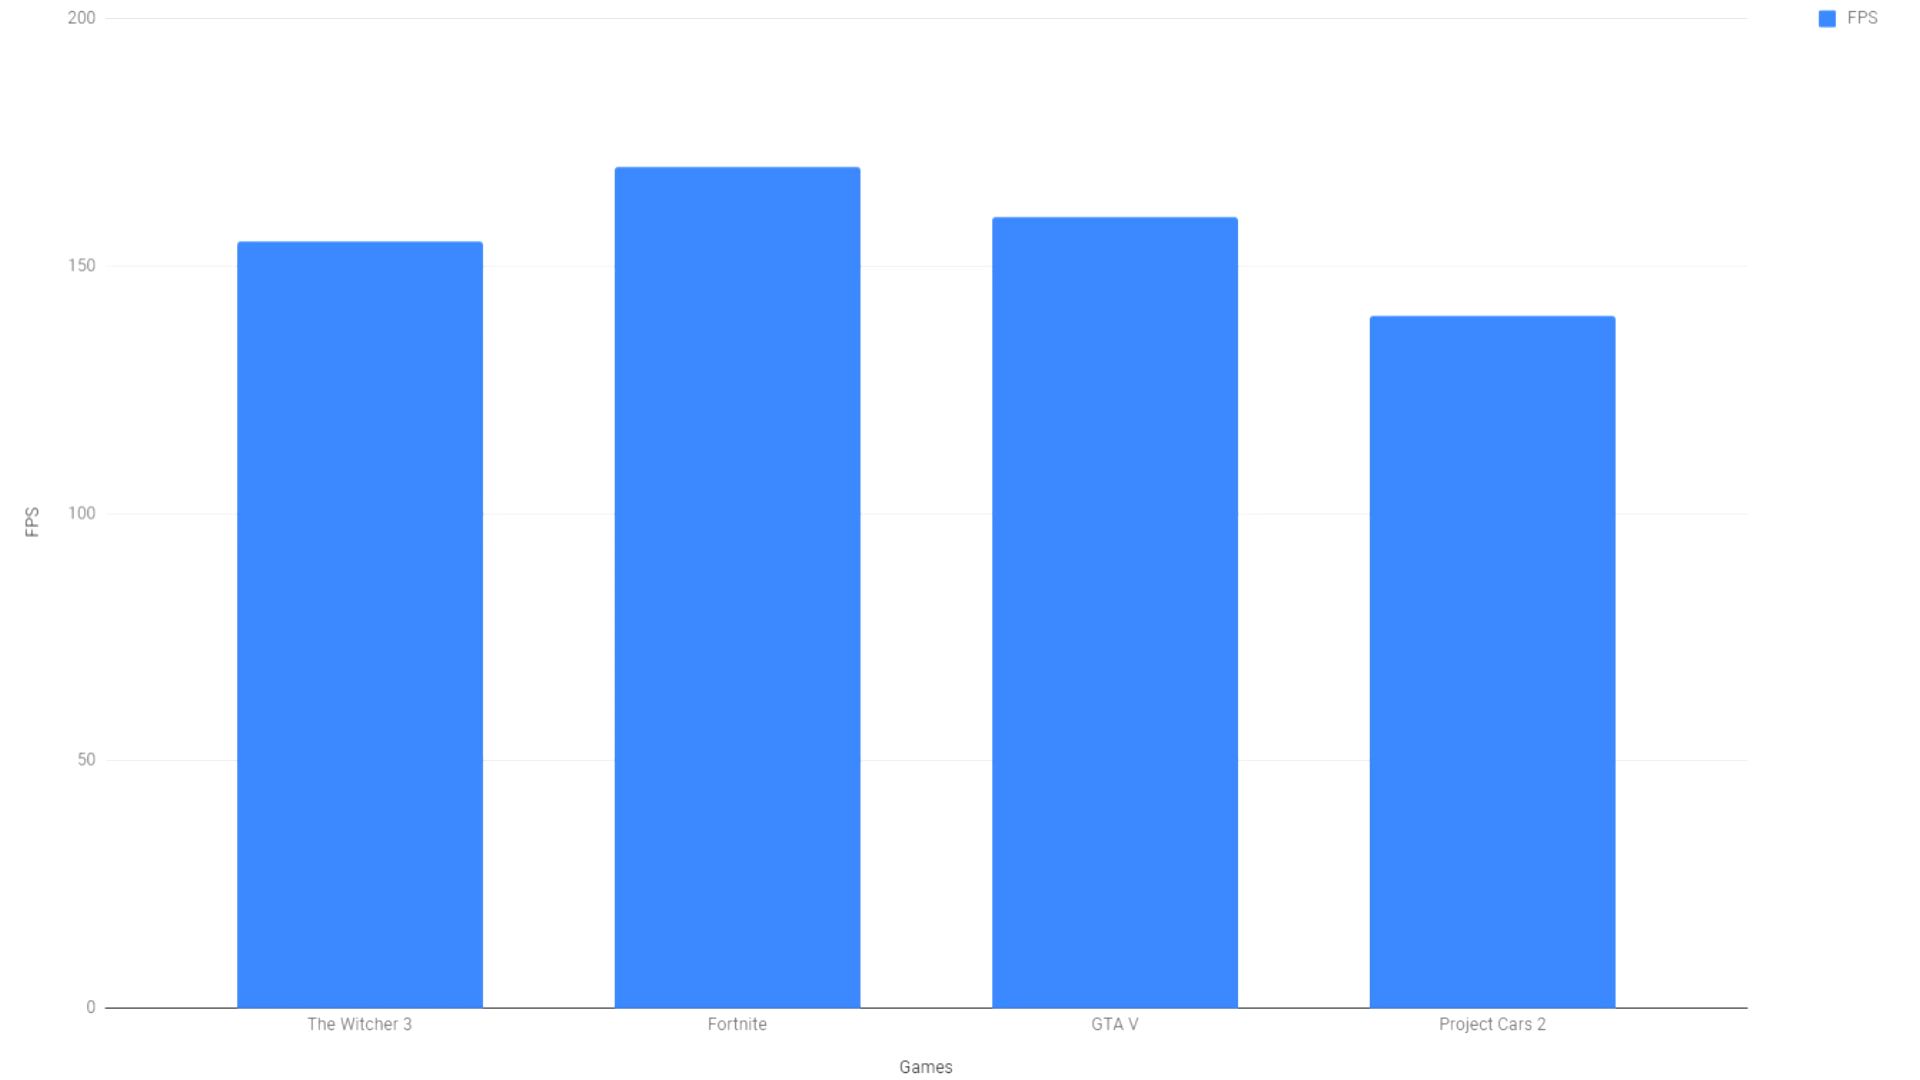 200
FPS
150
100
FPS
50
0
The Witcher 3
Fortnite
GTA V
Project Cars 2
Games